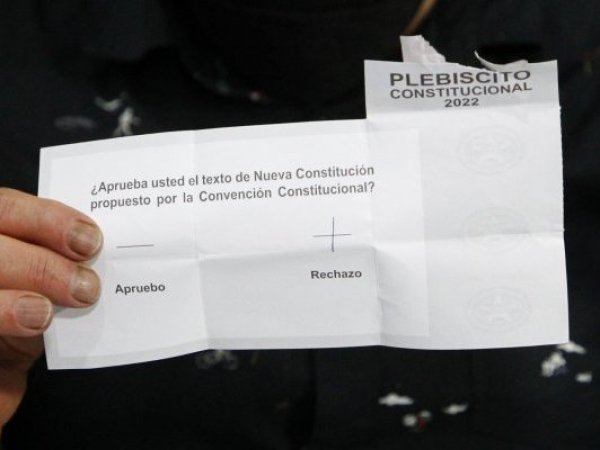 PLEBISCITO
CONSTITUCIONAL
2022
¿Aprueba usted el texto de Nueva Constitución
propuesto por la Convención Constitucional?
Apruebo
Rechazo